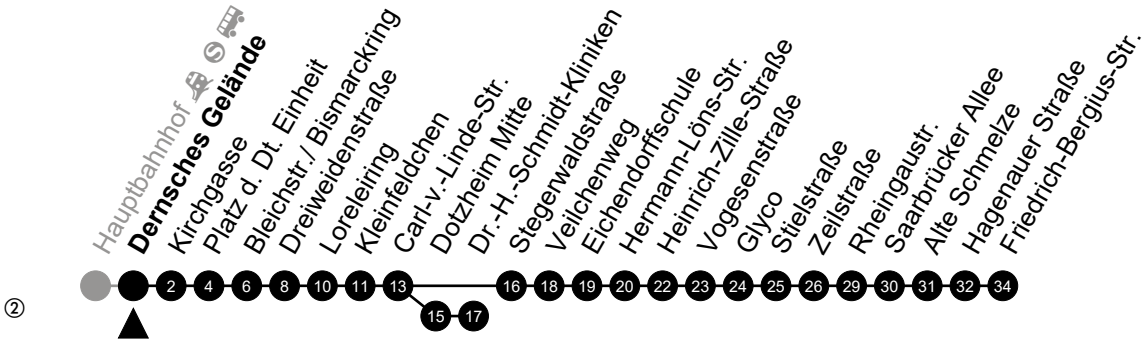 Hauptbahnhof S
Dernsches Gelände
Kirchgasse
Platz d. Dt. Einheit
Bleichstr./ Bismarckring
Dreiweidenstraße
Loreleiring
Kleinfeldchen
Carl-v.-Linde-Str.
Dotzheim Mitte
Dr.-H.-Schmidt-Kliniken
Stegerwaldstraße
Veilchenweg
Eichendorffschule
Hermann-Löns-Str.
Heinrich-Zille-Straße
Vogesenstraße
Glyco
Stielstraße
Zeilstraße
Rheingaustr.
Saarbrücker Allee
Alte Schmelze
Hagenauer Straße
Friedrich-Bergius-Str.
2 4 6 8 10 11 13 16 18 19 20 22 23 24 25 26 29 30 31 32 34
② 15 17